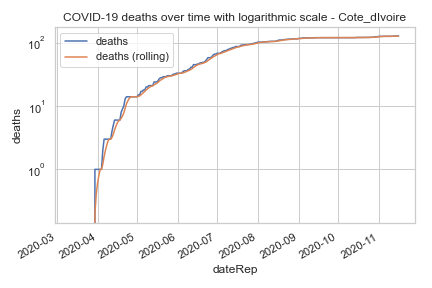 COVID-19 deaths over time with logarithmic scale - Cote_dIvoire
deaths
deaths (rolling)
10²
10¹
10⁰
deaths
2020-03
2020-04
2020-05
2020-06
2020-07
2020-08
2020-09
2020-10
2020-11
dateRep